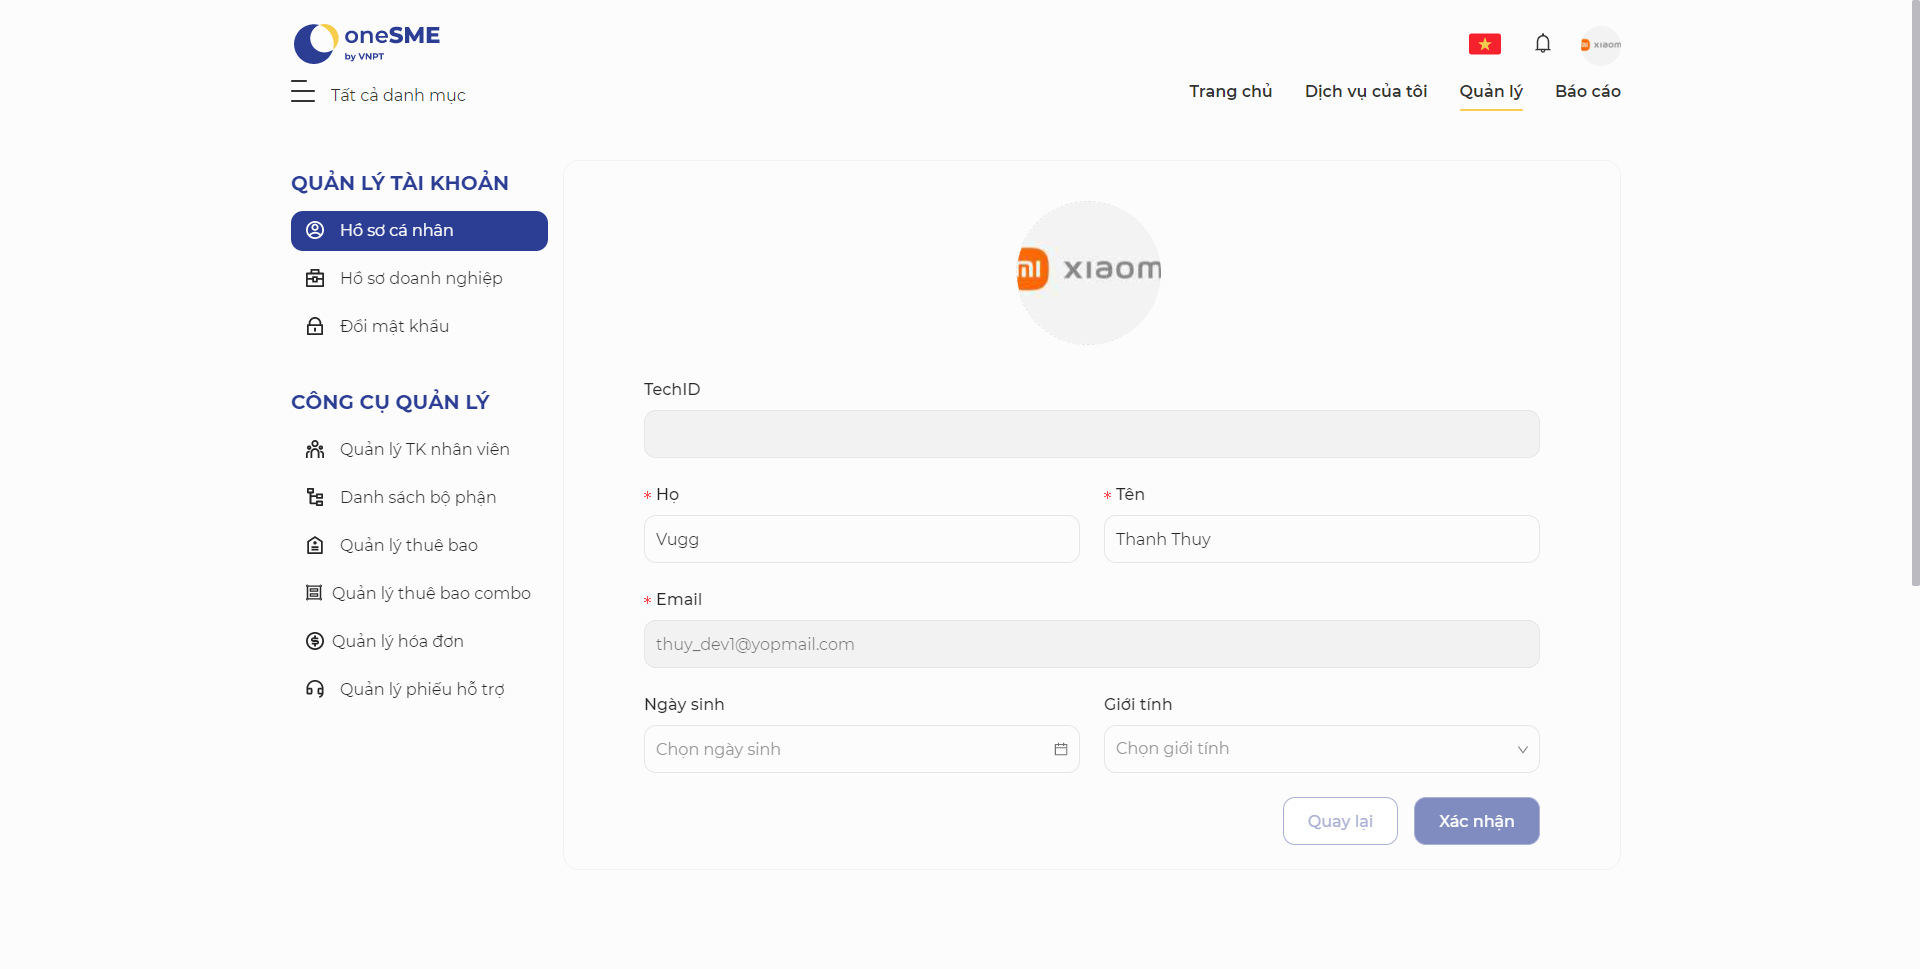 oneSME
by VNPT
xiaom
Tất cả danh mục
Trang chủ
Dịch vụ của tôi
Quản lý
Báo cáo
QUẢN LÝ TÀI KHOẢN
Hồ sơ cá nhân
Hồ sơ doanh nghiệp
Đổi mật khẩu
CÔNG CỤ QUẢN LÝ
Quản lý TK nhân viên
Danh sách bộ phận
Quản lý thuê bao
Quản lý thuê bao combo
Quản lý hóa đơn
Quản lý phiếu hỗ trợ
mi xiaom
TechID
* Họ
* Tên
Vugg
Thanh Thuy
* Email
thuy_dev1@yopmail.com
Ngày sinh
Giới tính
Chọn ngày sinh
Chọn giới tính
Quay lại
Xác nhận